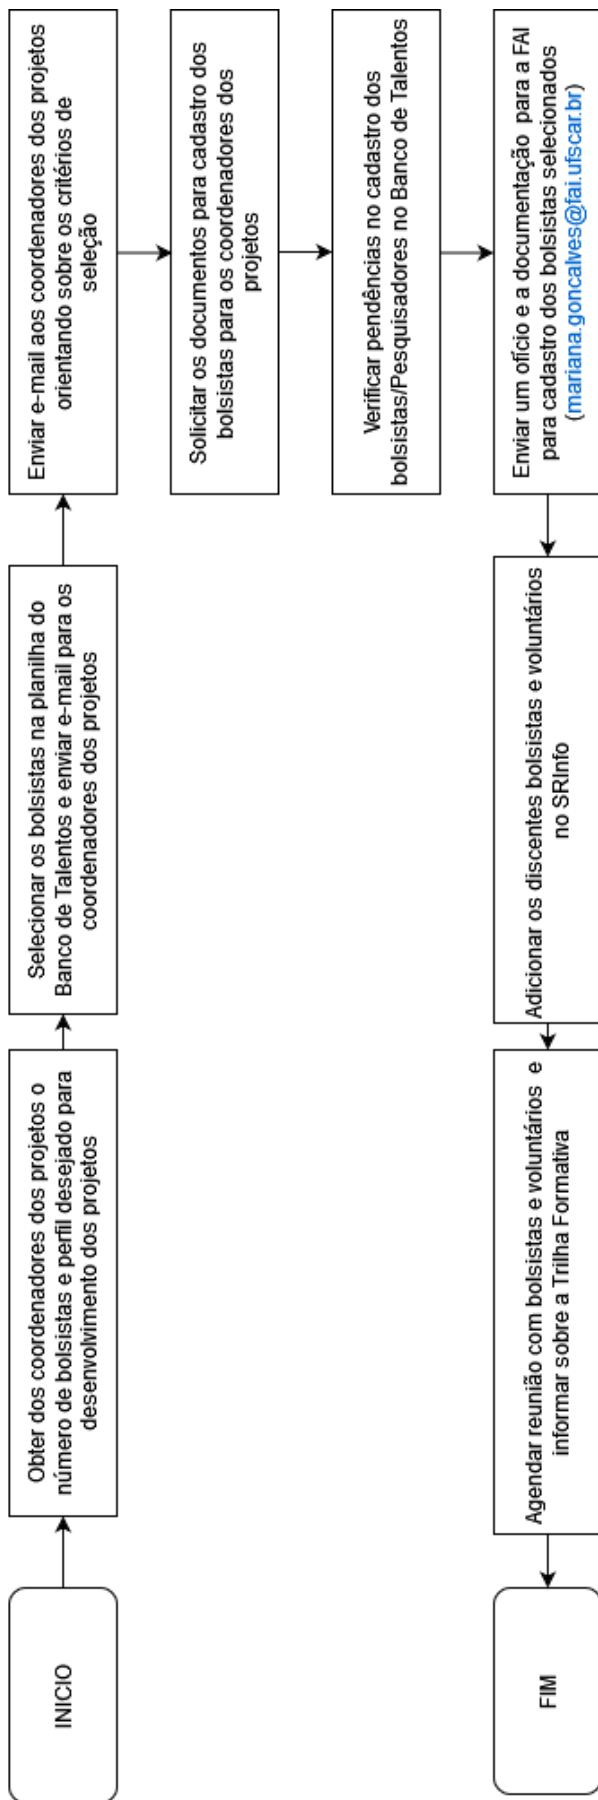 INICIO
Obter dos coordenadores dos projetos o
número de bolsistas e perfil desejado para
desenvolvimento dos projetos
Selecionar os bolsistas na planilha do
Banco de Talentos e enviar e-mail para os
coordenadores dos projetos
Enviar e-mail aos coordenadores dos projetos
orientando sobre os critérios de
seleção
Solicitar os documentos para cadastro dos
bolsistas para os coordenadores dos
projetos
Verificar pendências no cadastro dos
bolsistas/Pesquisadores no Banco de Talentos
Enviar um ofício e a documentação para a FAI
para cadastro dos bolsistas selecionados
(mariana.goncalves@fai.ufscar.br)
Adicionar os discentes bolsistas e voluntários
no SRInfo
Agendar reunião com bolsistas e voluntários e
informar sobre a Trilha Formativa
FIM